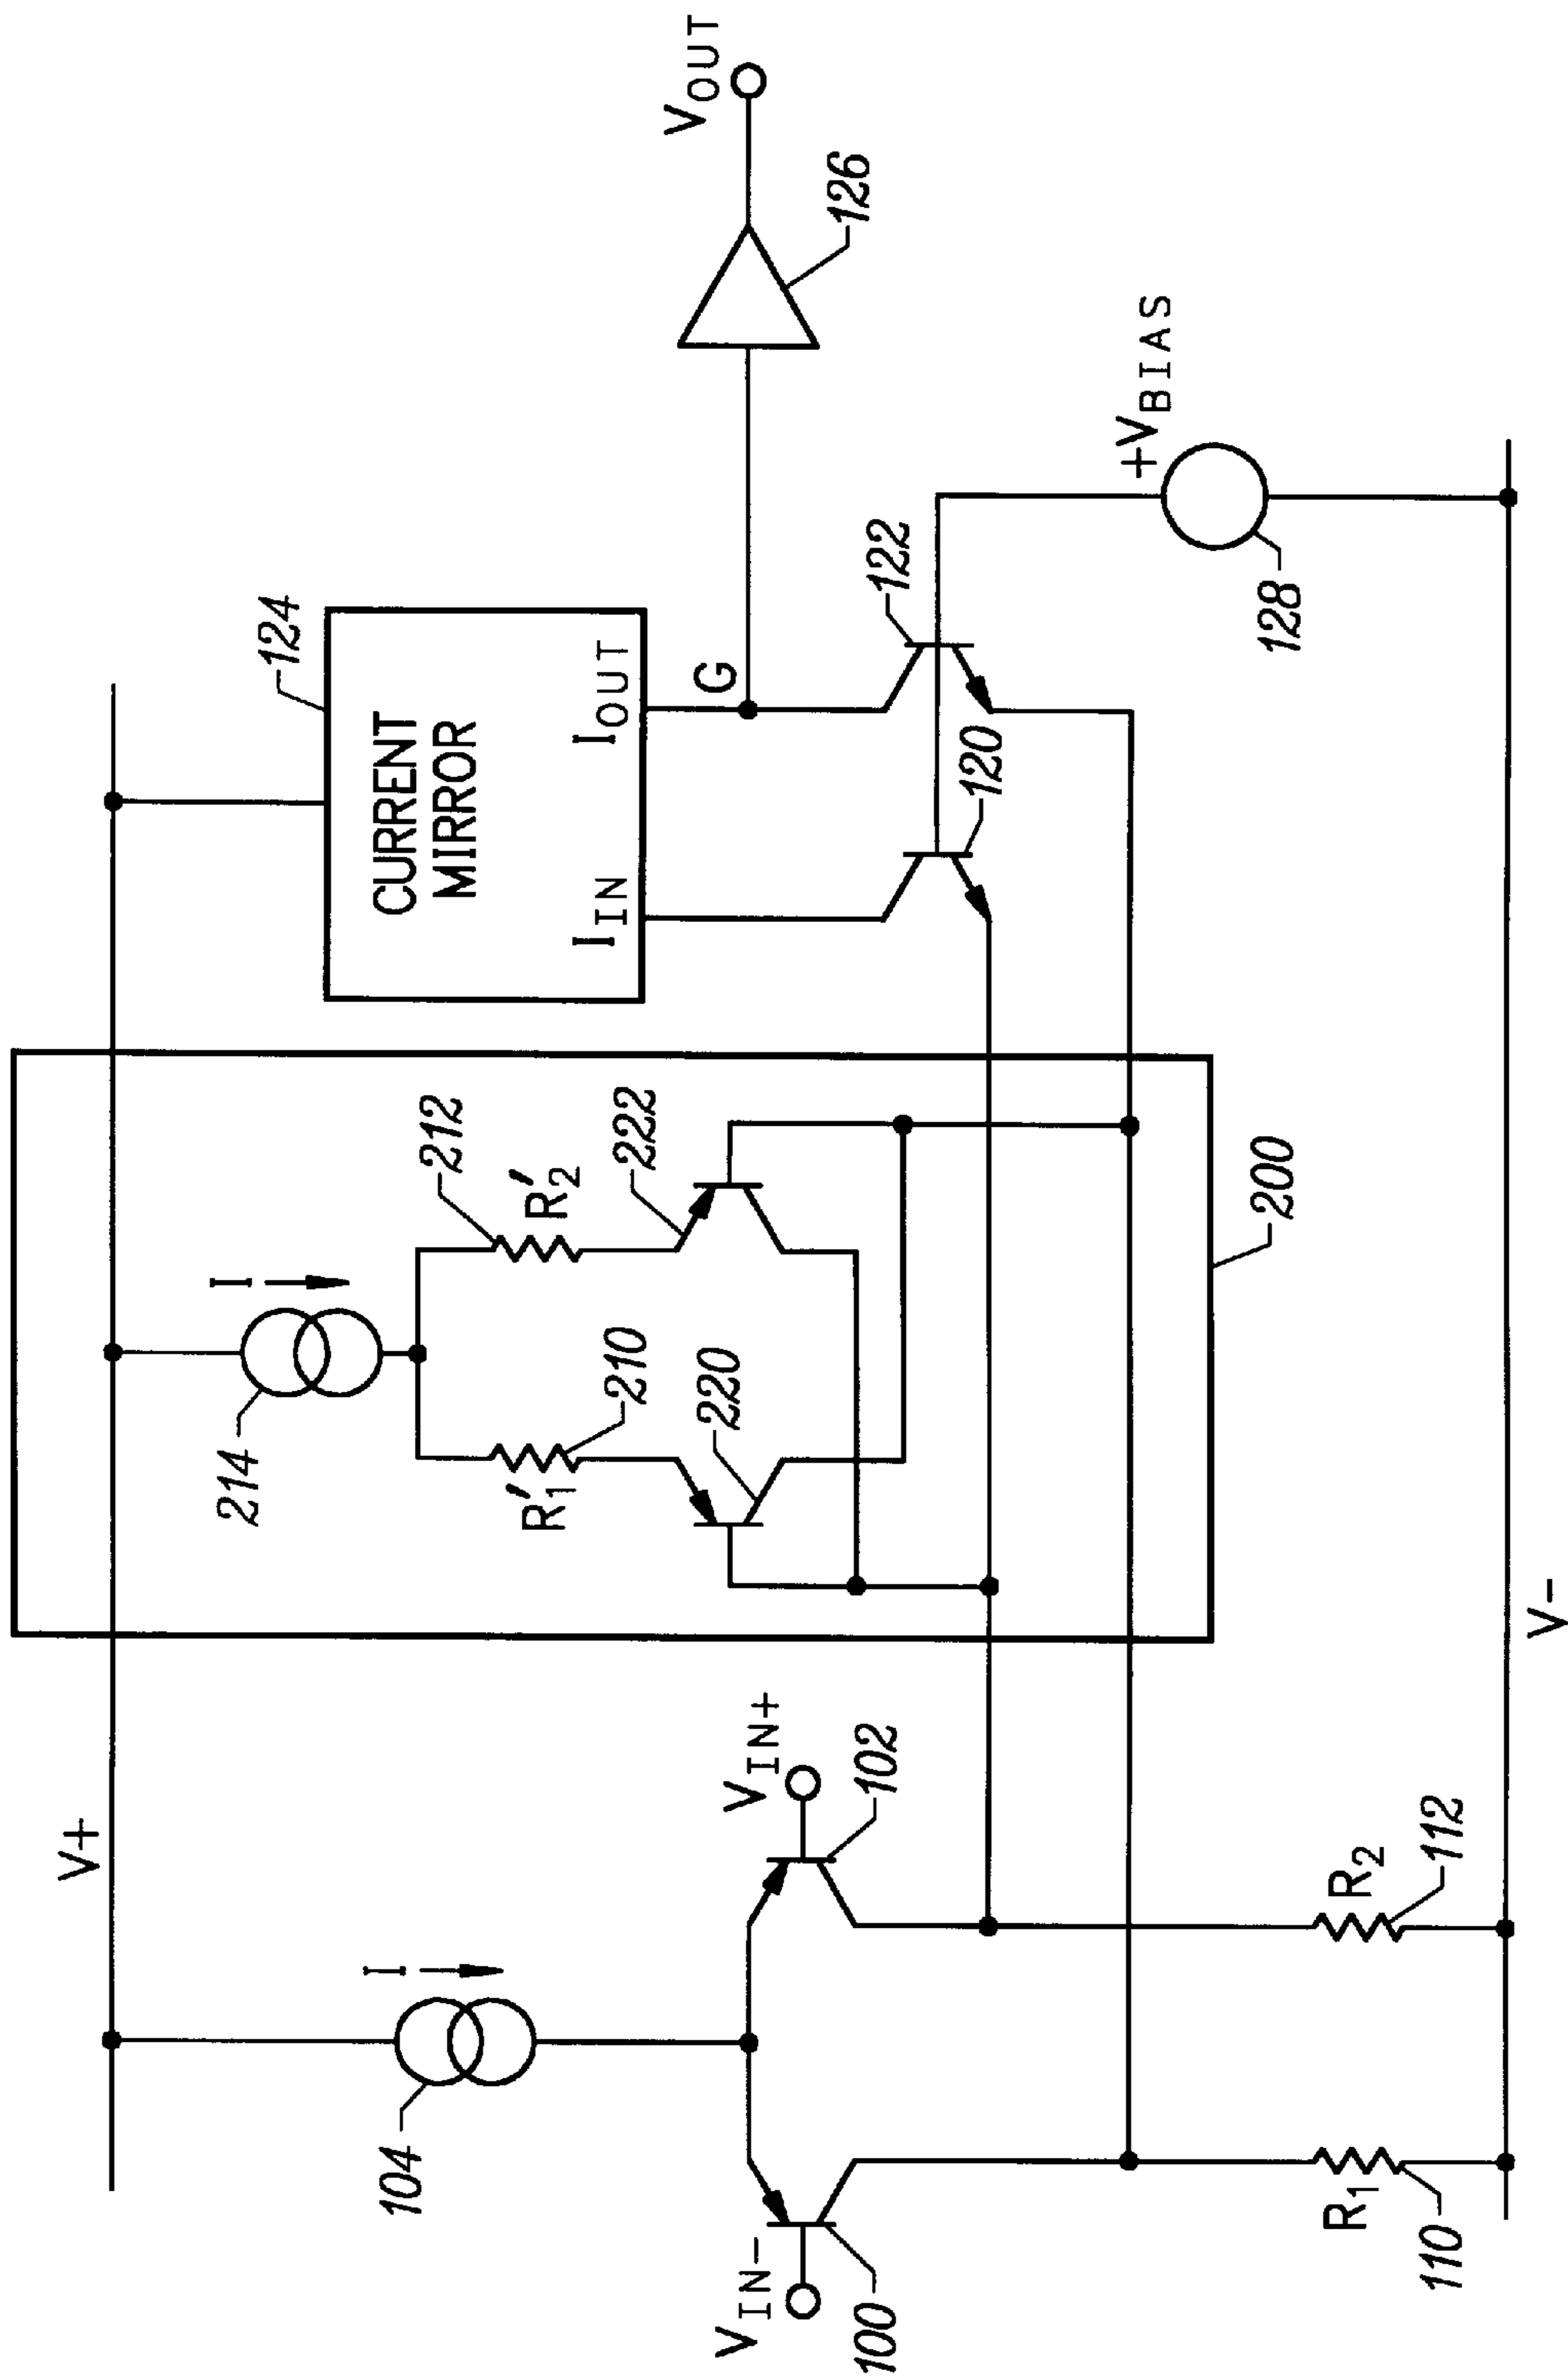 V+
104
I
V_IN-
100
V_IN+
102
R_1
110
R_2
112
214
I
R'_1
210
R'_2
212
220
222
200
CURRENT
MIRROR
I_IN
I_OUT
124
G
120
122
126
V_OUT
+V_BIAS
128
V-